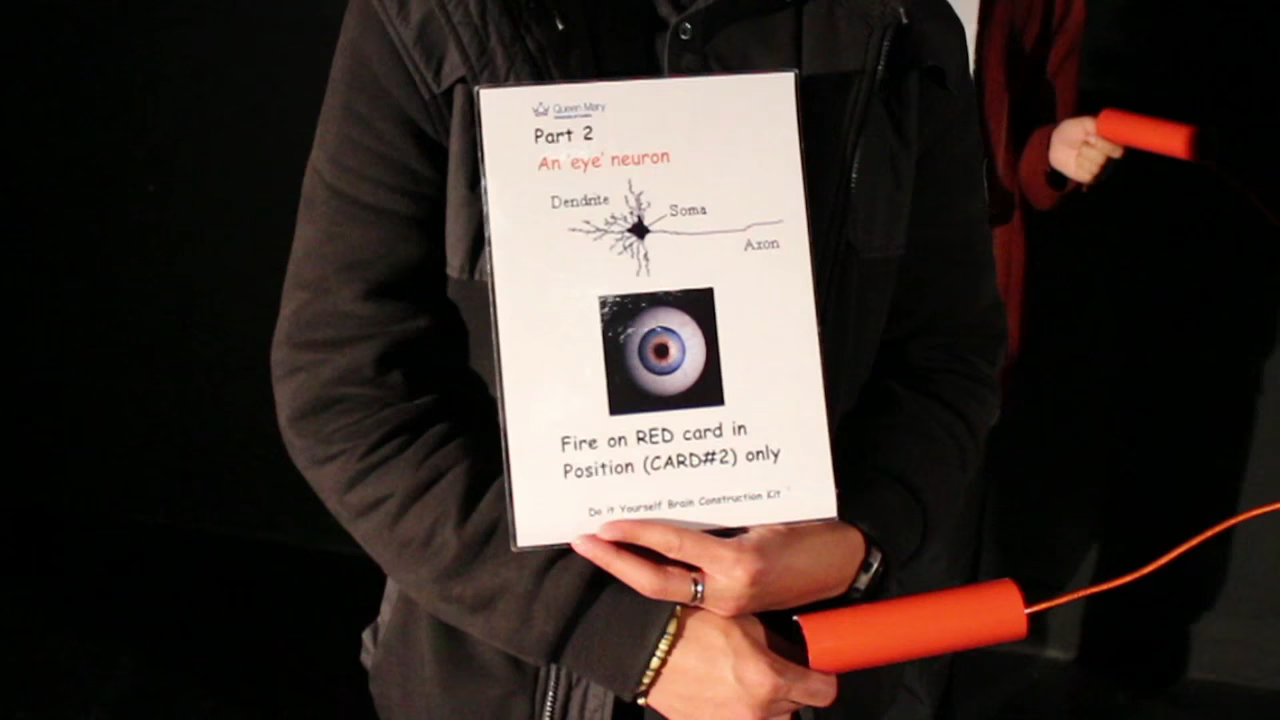 Queen Mary
Part 2
An 'eye' neuron
Dendrite
Soma
Axon
Fire on RED card in
Position (CARD#2) only
Do it Yourself Brain Construction Kit